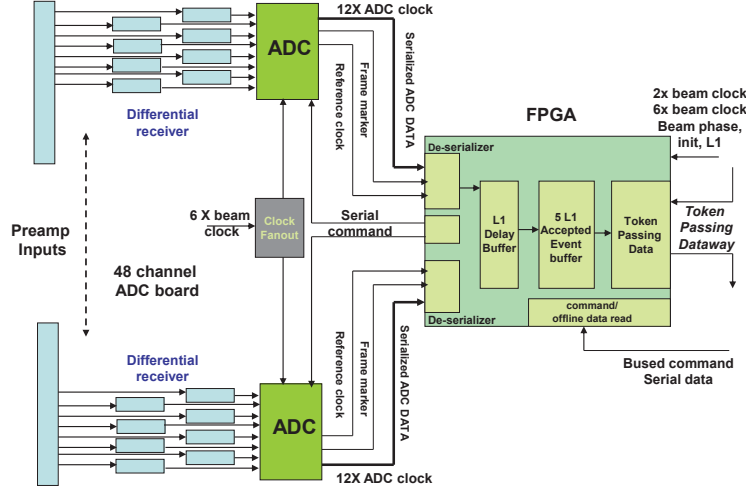 12X ADC clock
ADC
Differential
receiver
Reference clock
Frame marker
Serialized ADC DATA
FPGA
2x beam clock
6x beam clock
Beam phase,
init, L1
De-serializer
L1
Delay
Buffer
5 L1
Accepted
Event
buffer
Token
Passing
Data
Token
Passing
Dataway
Preamp
Inputs
6 X beam
clock
Clock
Fanout
Serial
command
48 channel
ADC board
De-serializer
command/
offline data read
Bused command
Serial data
Differential
receiver
ADC
Reference clock
Frame marker
Serialized ADC DATA
12X ADC clock